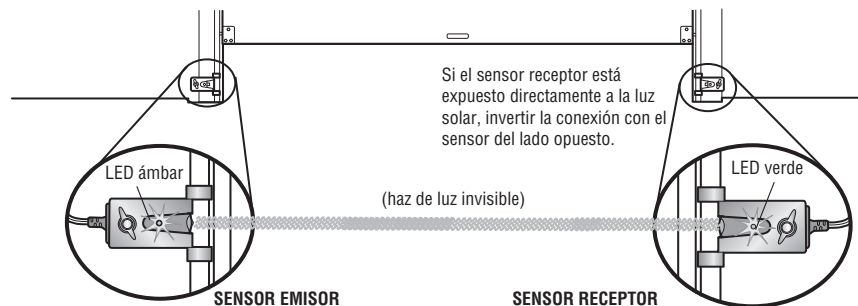 Si el sensor receptor está
expuesto directamente a la luz
solar, invertir la conexión con el
sensor del lado opuesto.
LED ámbar
LED verde
(haz de luz invisible)
SENSOR EMISOR
SENSOR RECEPTOR